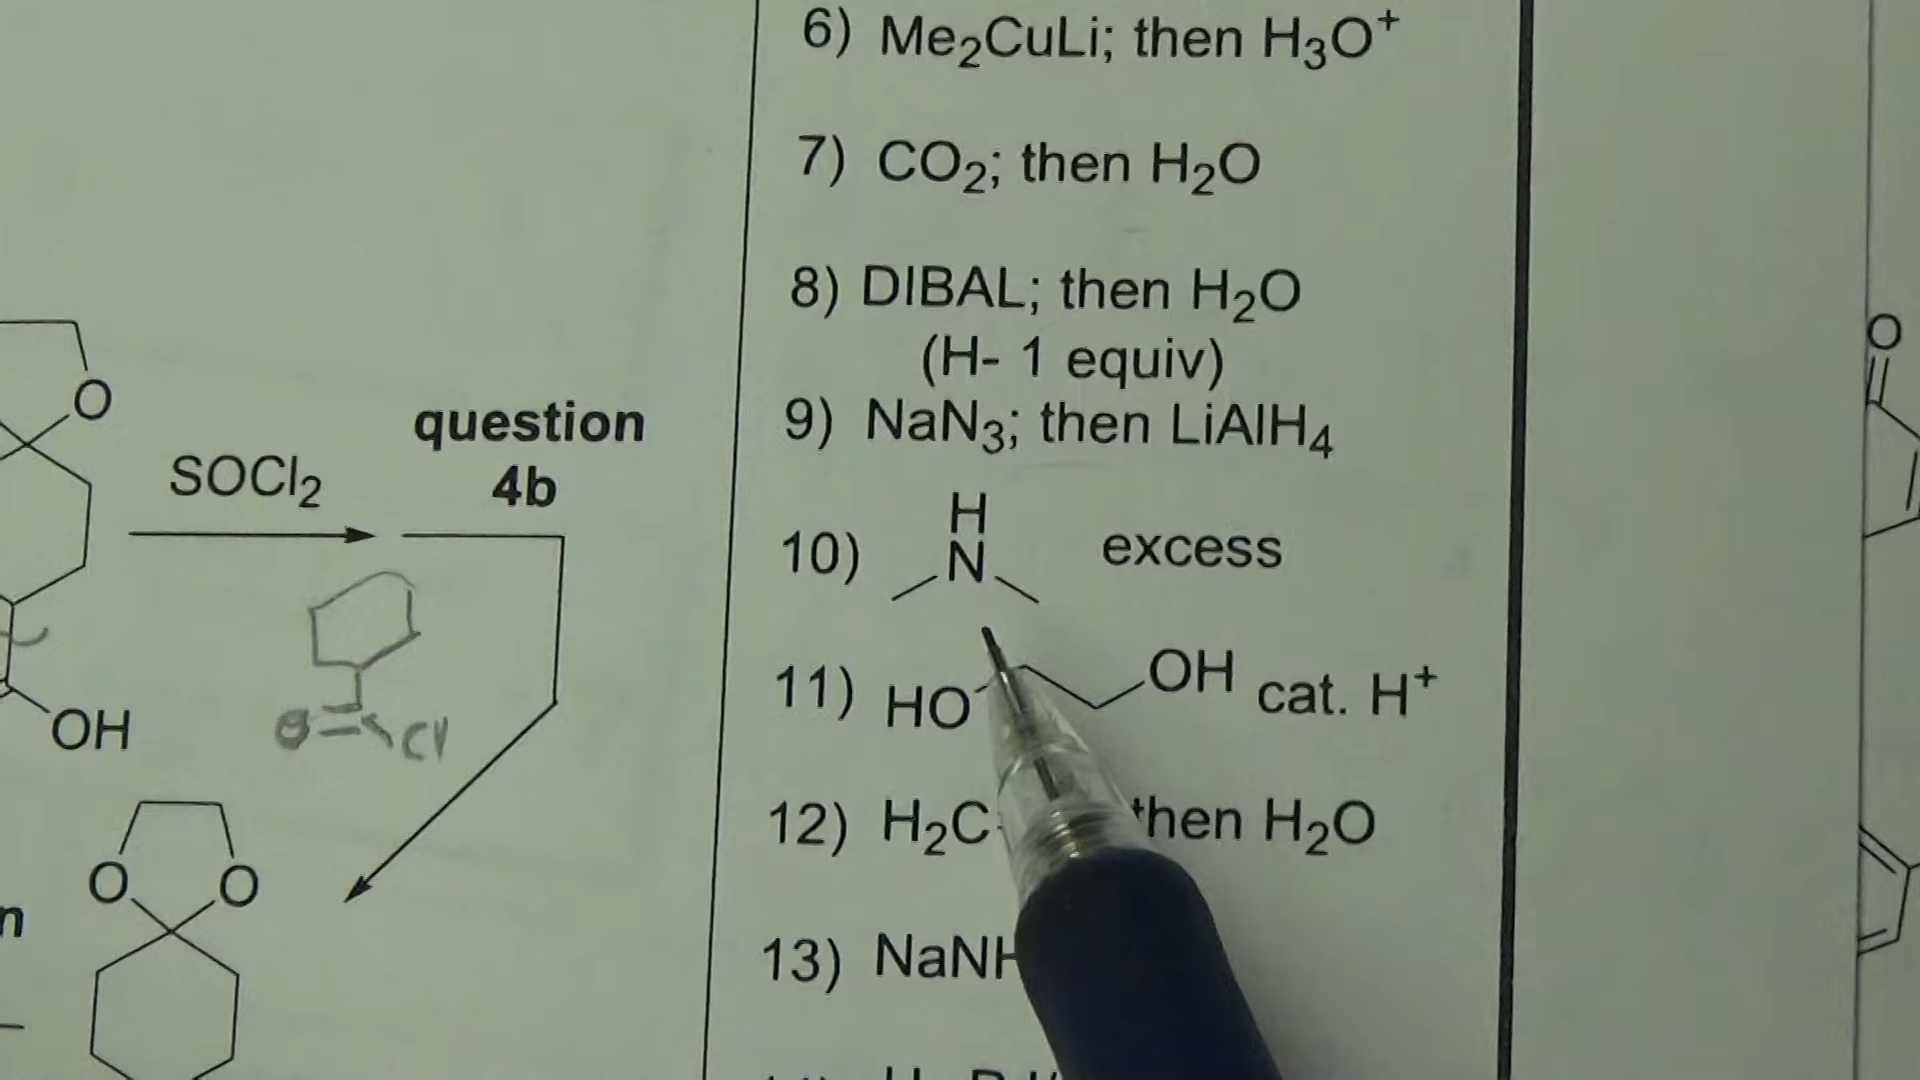 6) Me₂CuLi; then H₃O⁺
7) CO₂; then H₂O
8) DIBAL; then H₂O
(H- 1 equiv)
9) NaN₃; then LiAlH₄
10) H
N excess
11) HO OH cat. H⁺
12) H₂C then H₂O
13) NaNH
O
SOCl₂
question
4b
OH
O Cl
O O
n
O